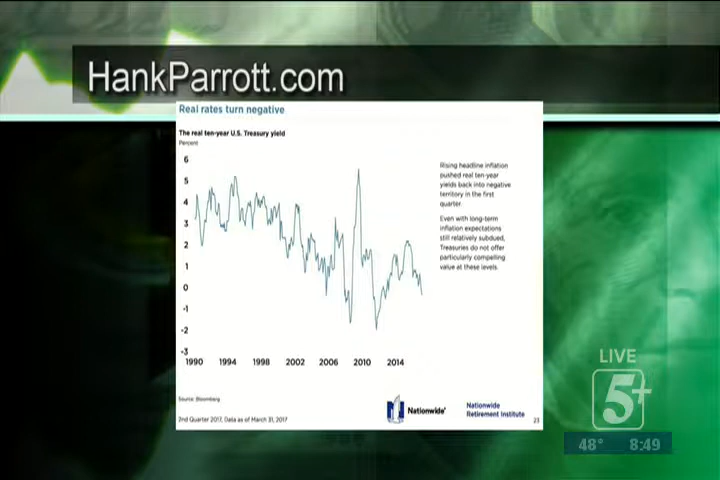 HankParrott.com
Real rates turn negative
The real ten-year U.S. Treasury yield
Percent
6
5
4
3
2
1
0
-1
-2
-3
1990 1994 1998 2002 2006 2010 2014
Rising headline inflation
pushed real ten-year
yields back into negative
territory in the first
quarter.
Even with long-term
inflation expectations
still relatively subdued,
Treasuries do not offer
particularly compelling
value at these levels.
Source: Bloomberg
2nd Quarter 2017, Data as of March 31, 2017
Nationwide®
Nationwide
Retirement Institute
23
LIVE
5+
48° 8:49